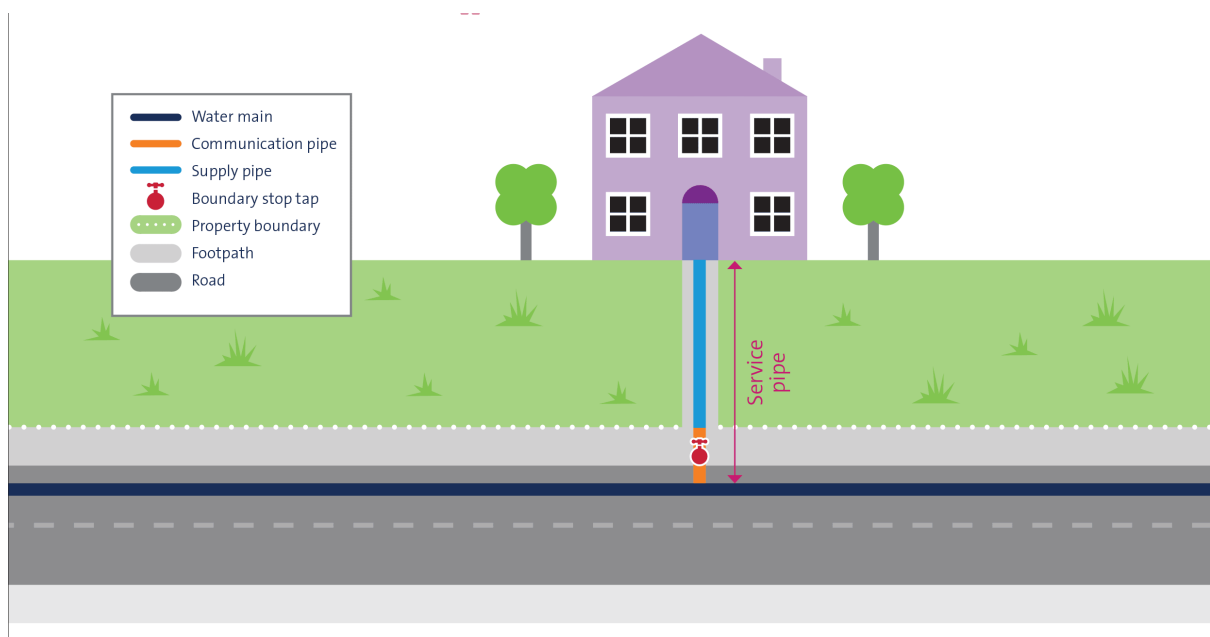 Water main
Communication pipe
Supply pipe
Boundary stop tap
Property boundary
Footpath
Road
Service
pipe